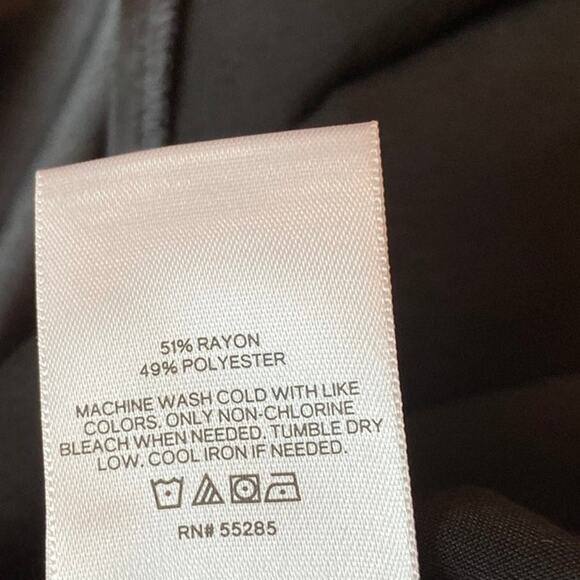 51% RAYON
49% POLYESTER
MACHINE WASH COLD WITH LIKE
COLORS. ONLY NON-CHLORINE
BLEACH WHEN NEEDED. TUMBLE DRY
LOW. COOL IRON IF NEEDED.
RN# 55285